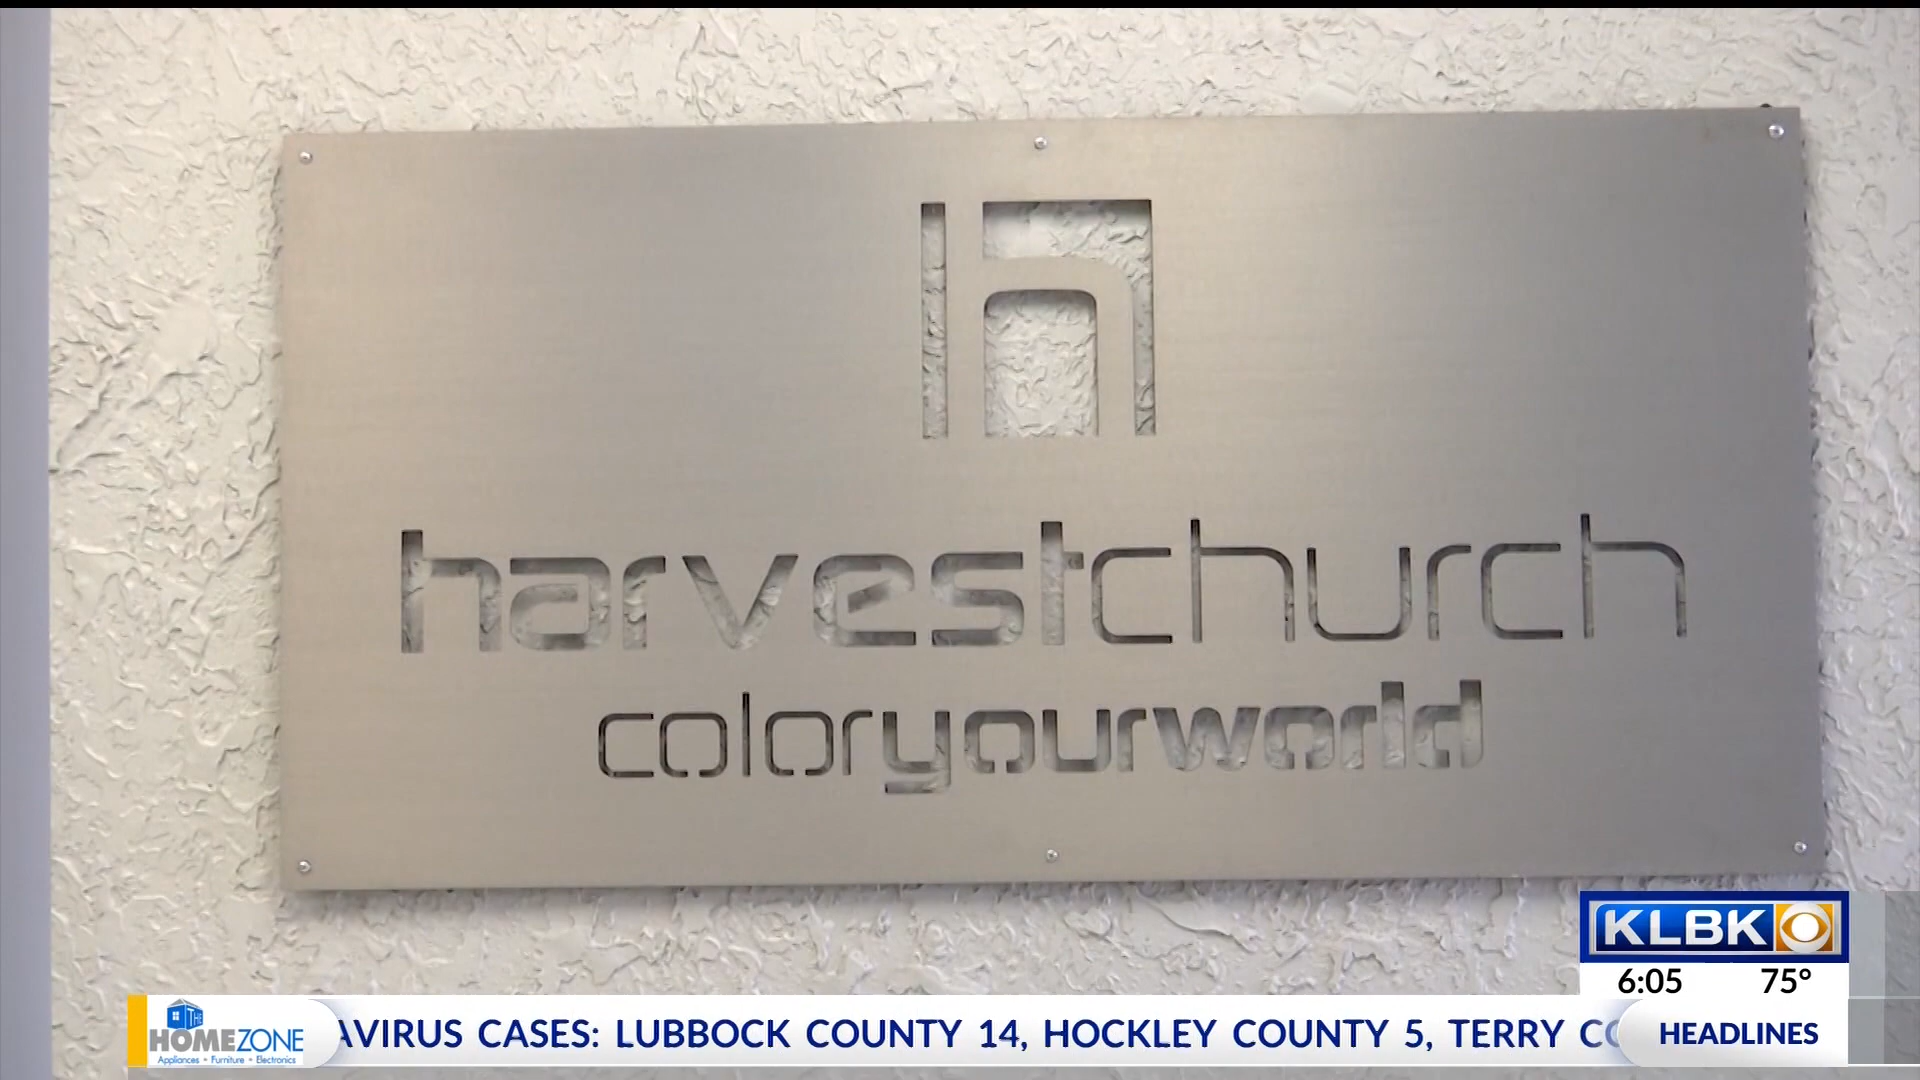 h
harvestchurch
coloryourworld
KLBK
6:05 75°
THE
HOMEZONE
Appliances • Furniture • Electronics
AVIRUS CASES: LUBBOCK COUNTY 14, HOCKLEY COUNTY 5, TERRY CO
HEADLINES